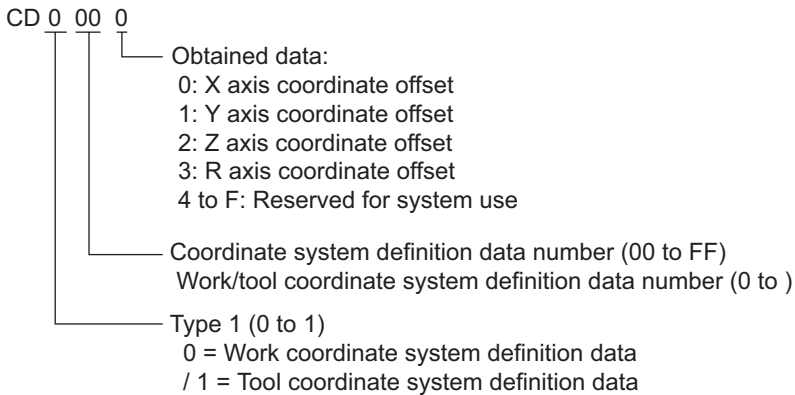 CD 0 00 0
Obtained data:
0: X axis coordinate offset
1: Y axis coordinate offset
2: Z axis coordinate offset
3: R axis coordinate offset
4 to F: Reserved for system use
Coordinate system definition data number (00 to FF)
Work/tool coordinate system definition data number (0 to )
Type 1 (0 to 1)
0 = Work coordinate system definition data
/ 1 = Tool coordinate system definition data